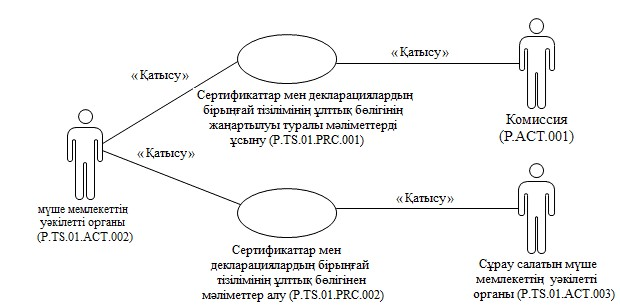 «Қатысу»
«Қатысу»
Сертификаттар мен декларациялардың
бірыңғай тізілімінің ұлттық бөлігінің
жаңартылуы туралы мәліметтерді
ұсыну (P.TS.01.PRC.001)
Комиссия
(P.ACT.001)
«Қатысу»
мүше мемлекеттің
уәкілетті органы
(P.TS.01.ACT.002)
«Қатысу»
Сертификаттар мен
декларациялардың бірыңғай
тізілімінің ұлттық бөлігінен
мәліметтер алу (P.TS.01.PRC.002)
Сұрау салатын мүше
мемлекеттің уәкілетті
органы (P.TS.01.ACT.003)